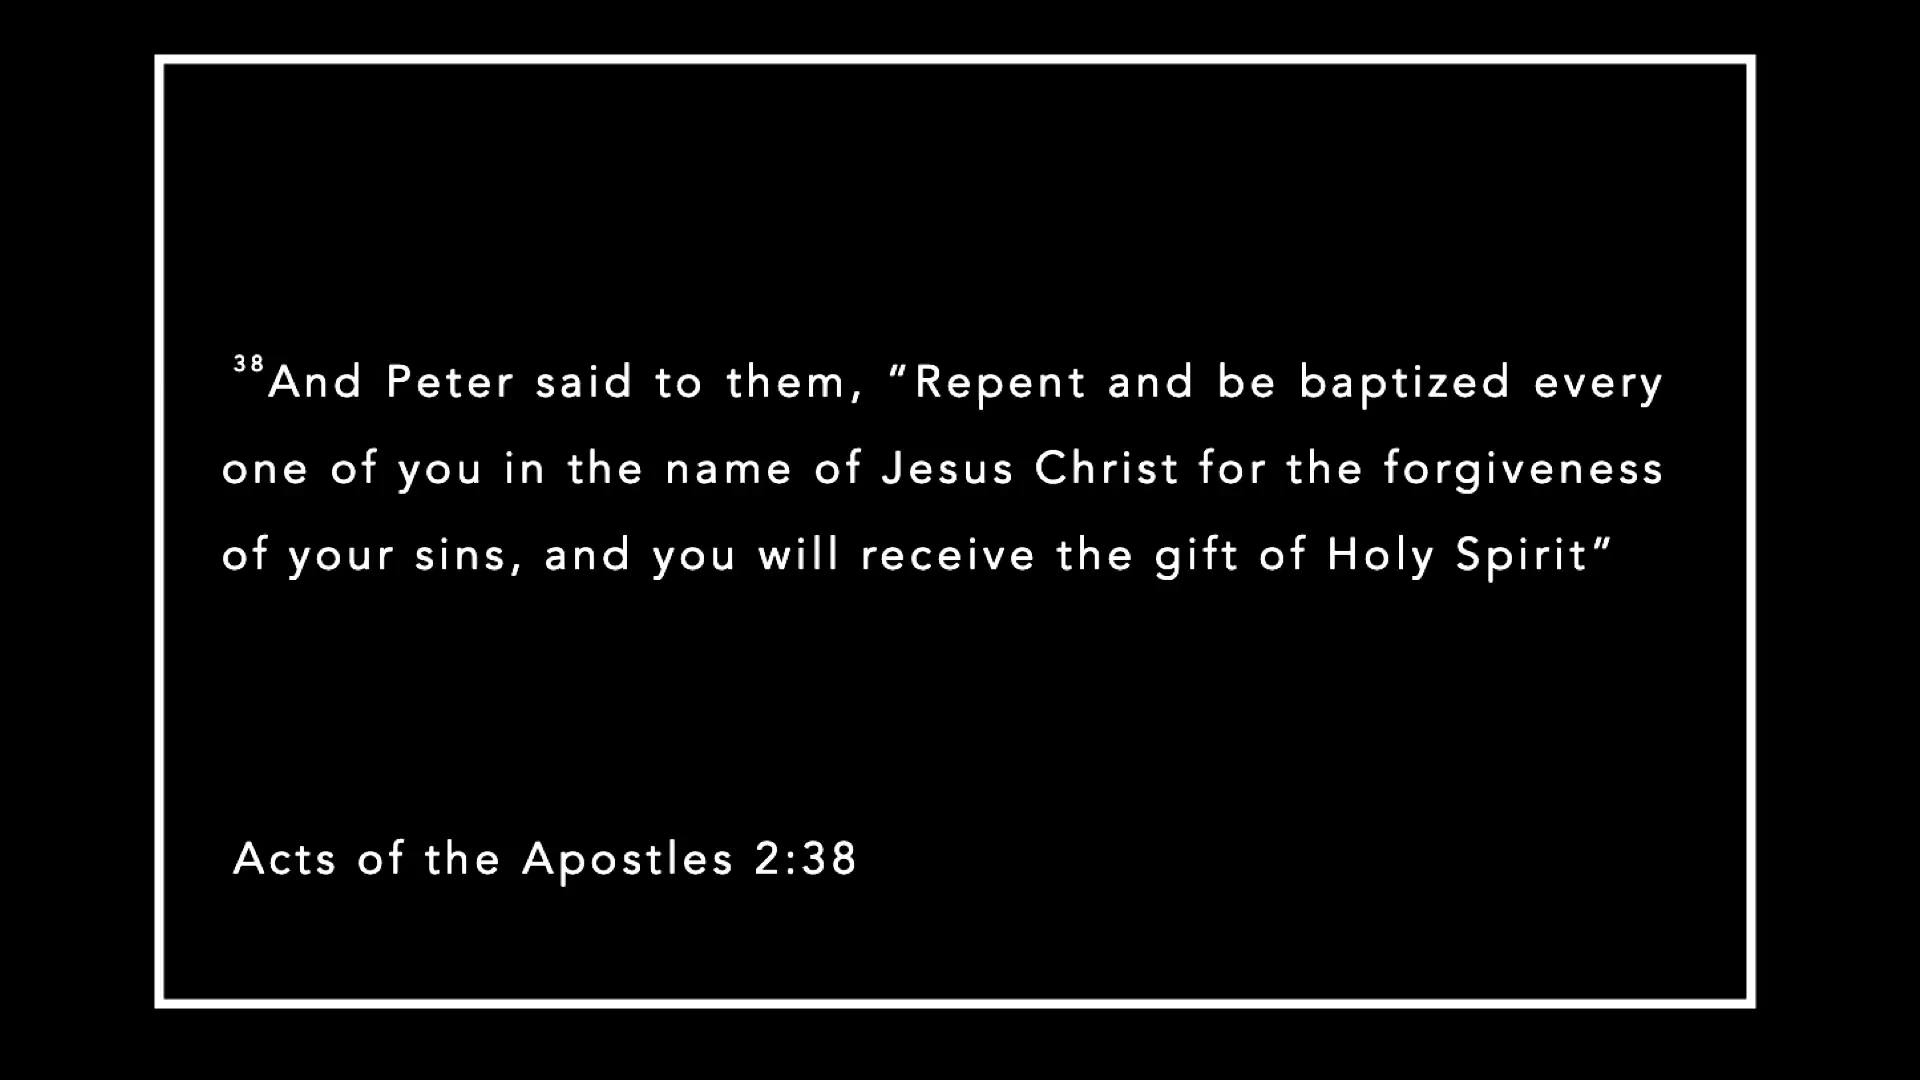 38And Peter said to them, “Repent and be baptized every
one of you in the name of Jesus Christ for the forgiveness
of your sins, and you will receive the gift of Holy Spirit”
Acts of the Apostles 2:38